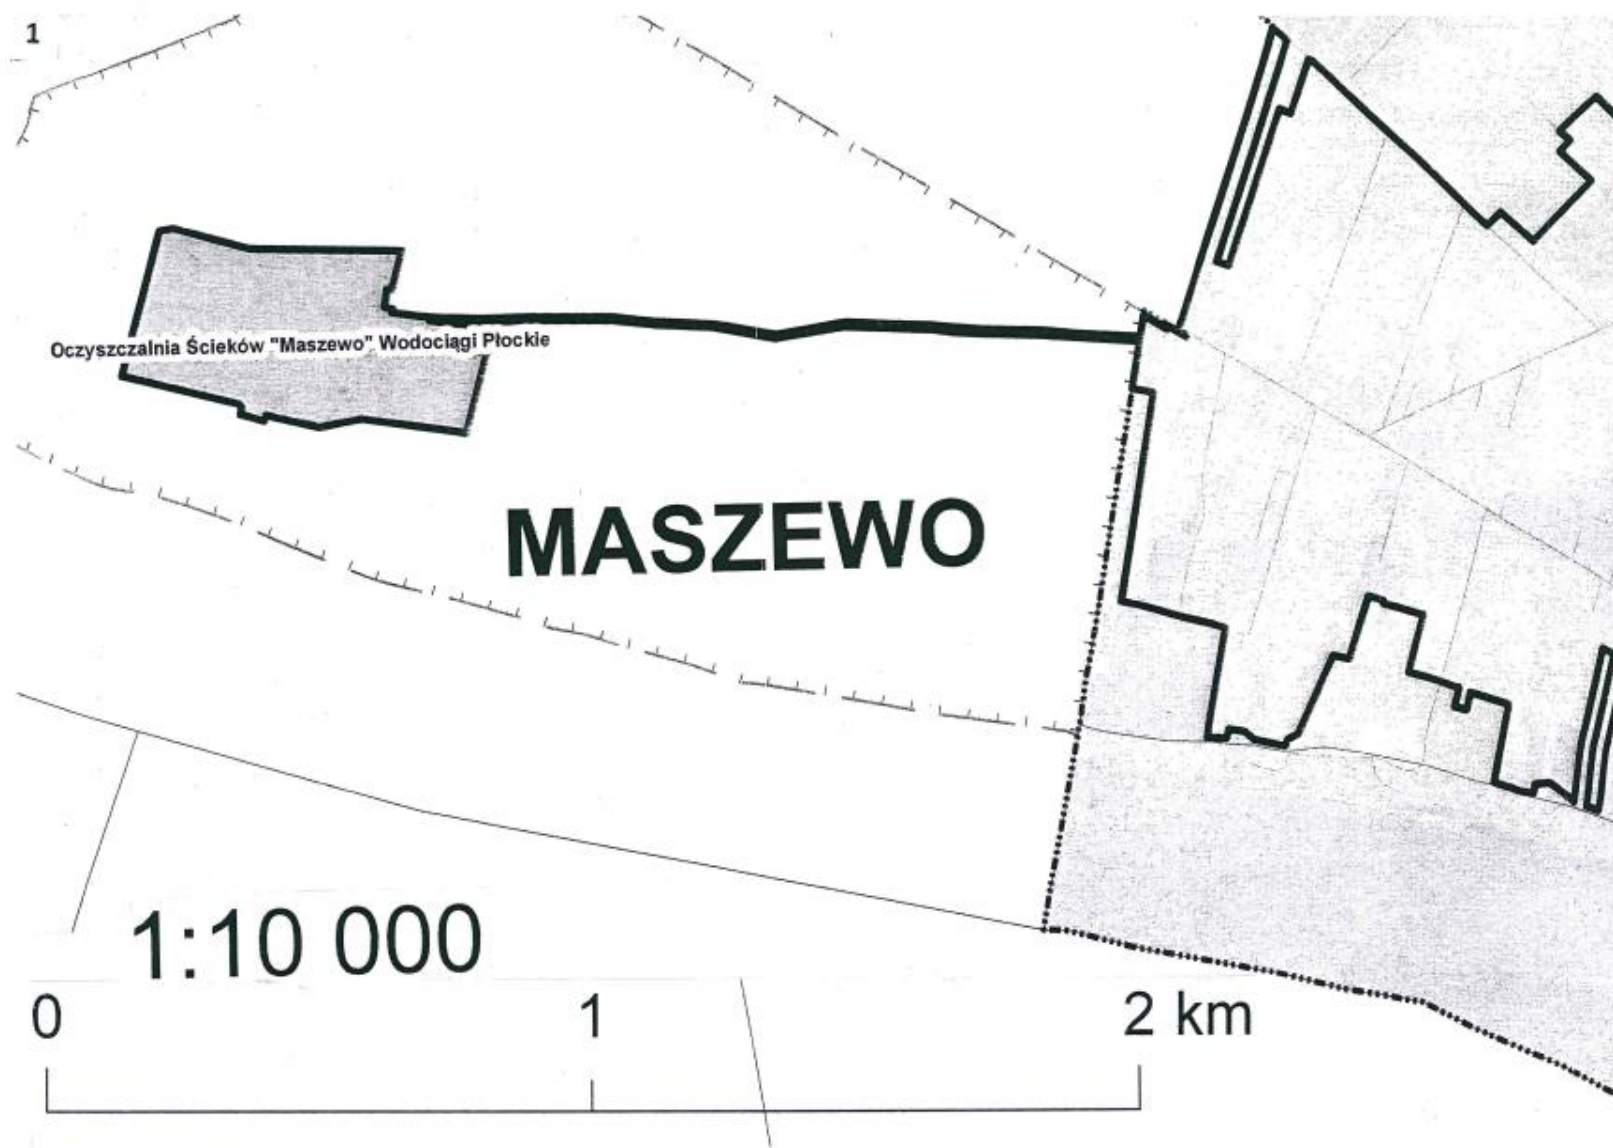 1
Oczyszczalnia Ścieków "Maszewo" Wodociągi Płockie
MASZEWO
1:10 000
0 1 2 km